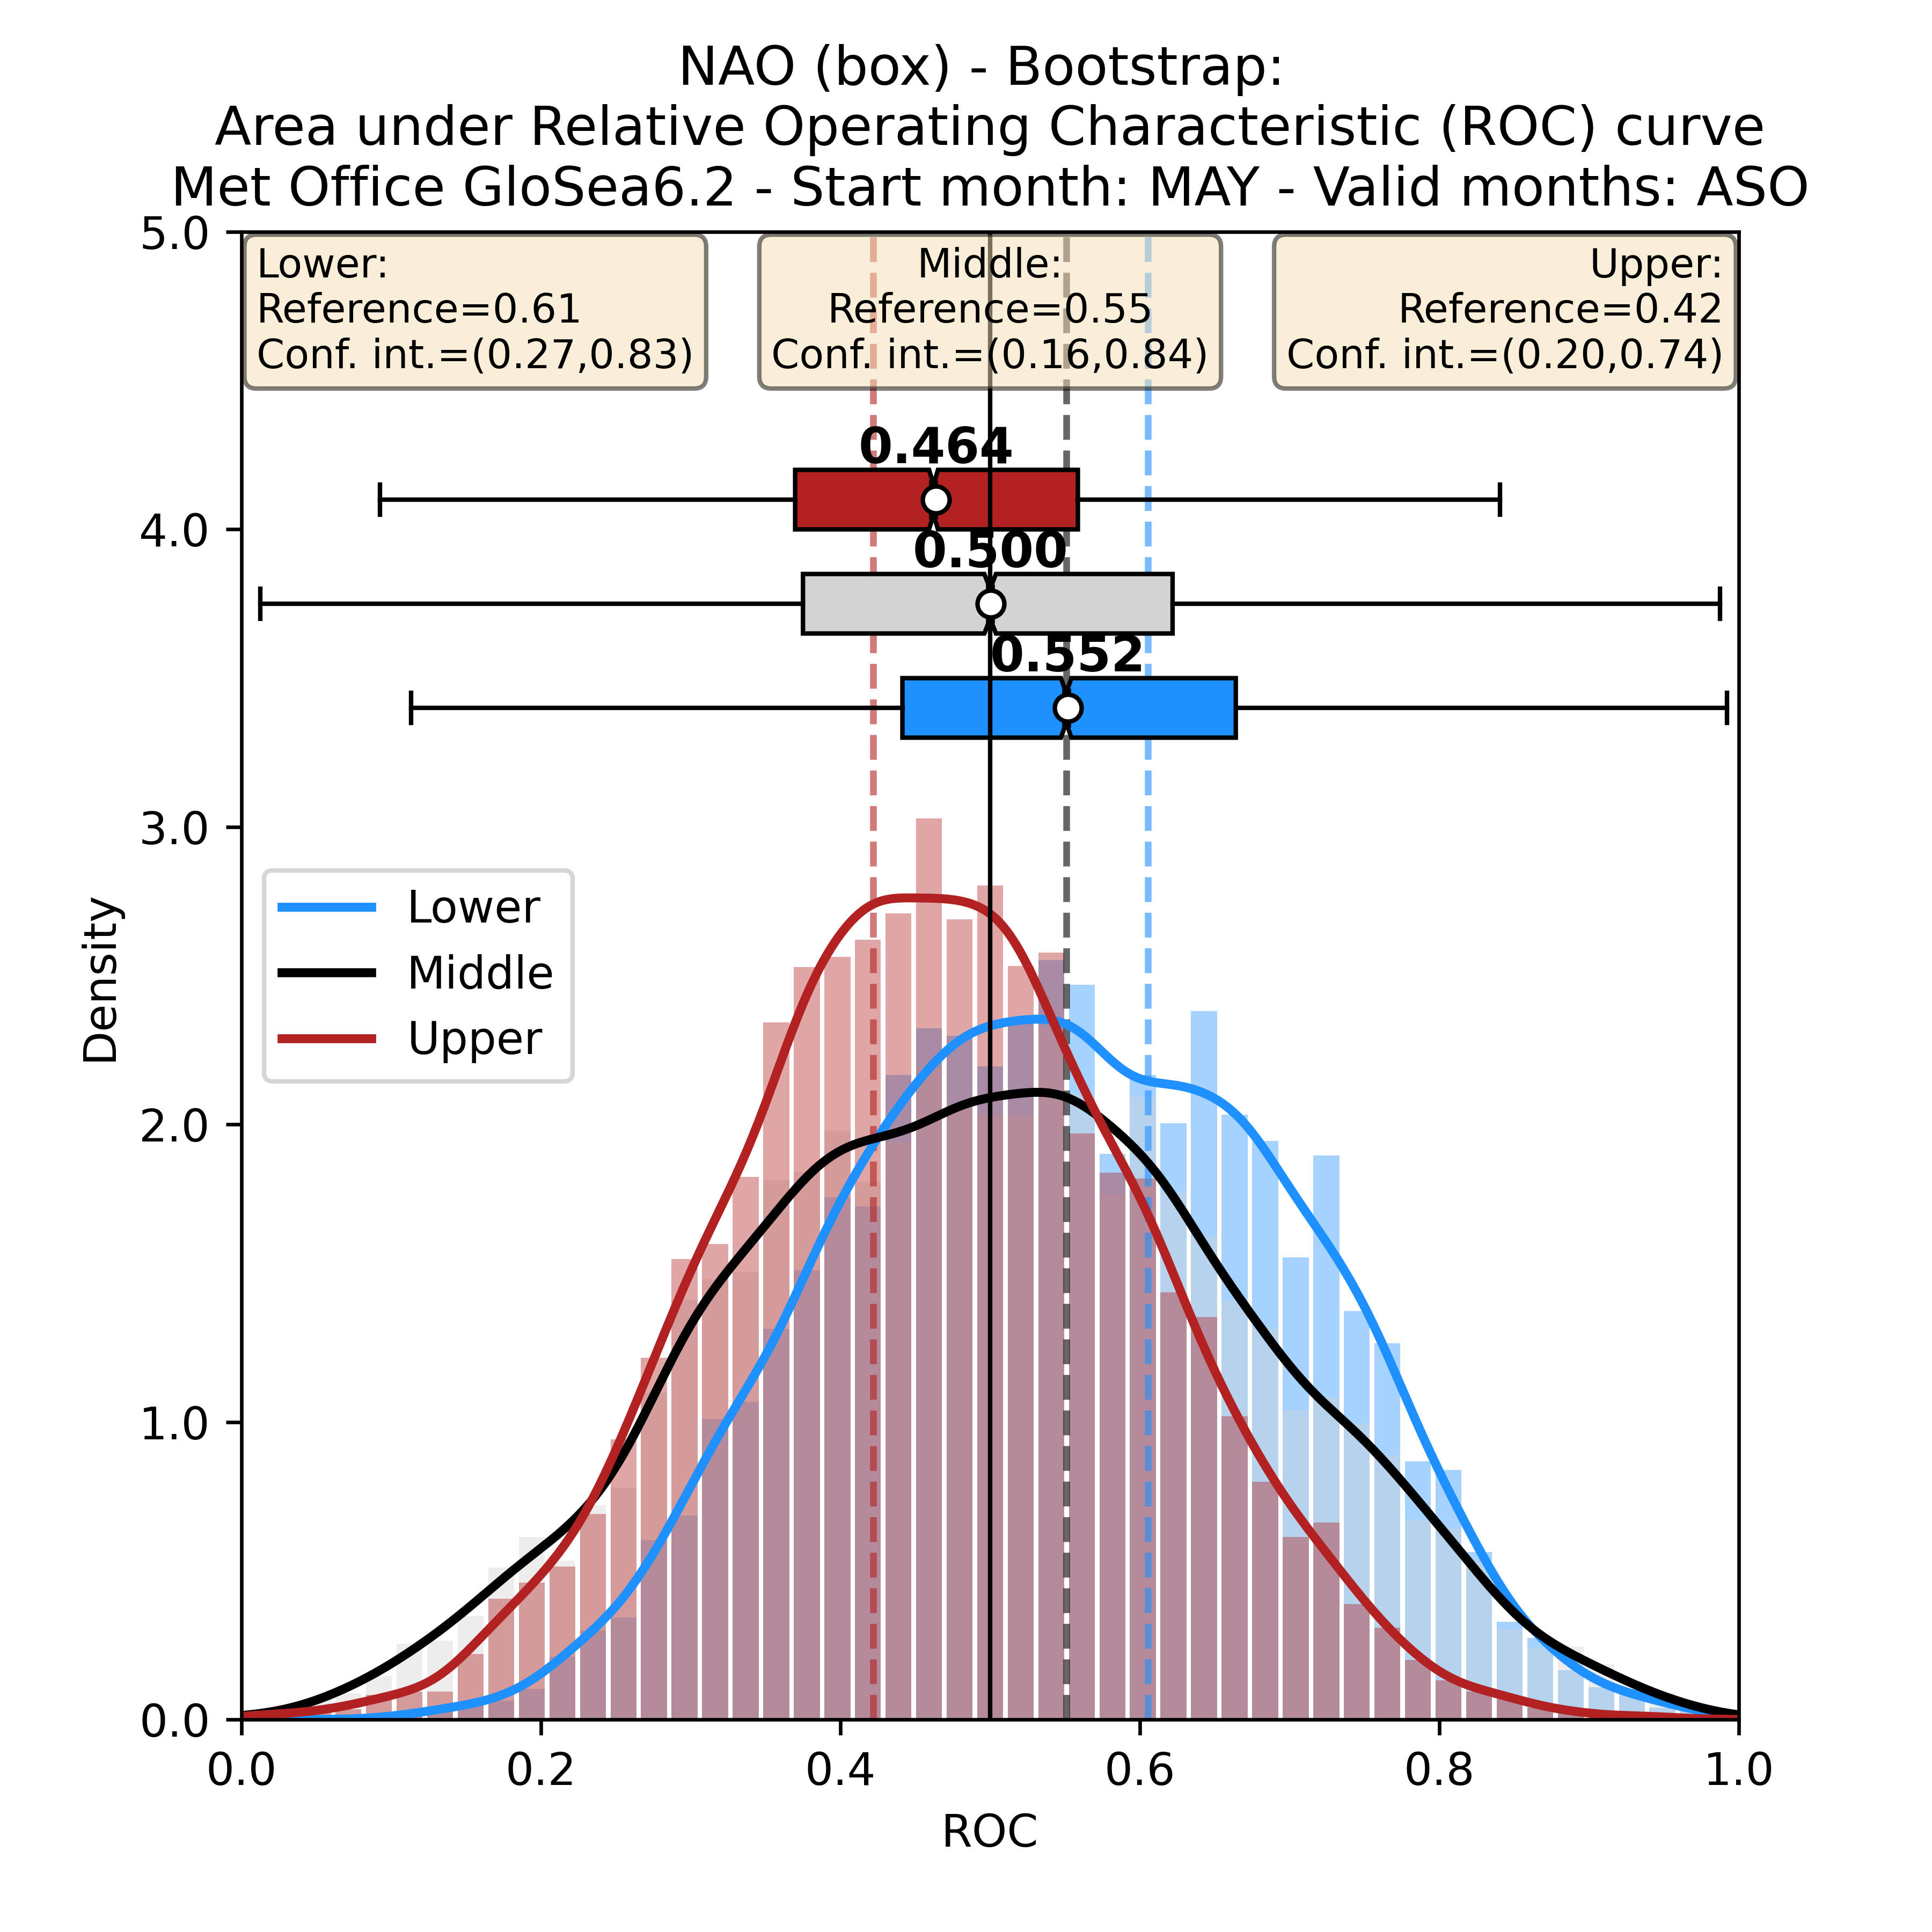 NAO (box) - Bootstrap:
Area under Relative Operating Characteristic (ROC) curve
Met Office GloSea6.2 - Start month: MAY - Valid months: ASO
Lower:
Reference=0.61
Conf. int.=(0.27,0.83)
Middle:
Reference=0.55
Conf. int.=(0.16,0.84)
Upper:
Reference=0.42
Conf. int.=(0.20,0.74)
0.464
0.500
0.552
Lower
Middle
Upper
Density
5.0
4.0
3.0
2.0
1.0
0.0
0.0 0.2 0.4 0.6 0.8 1.0
ROC